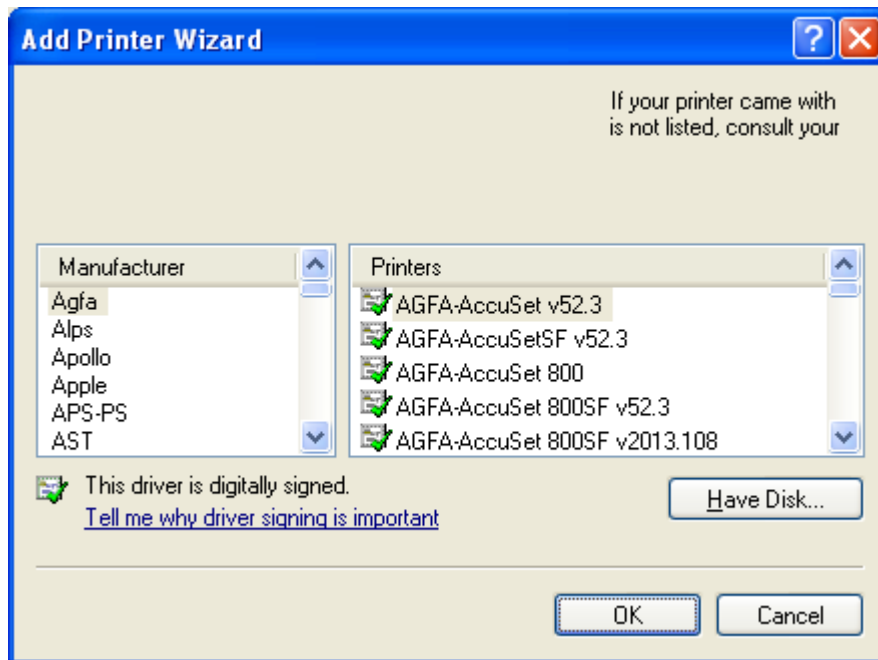 Add Printer Wizard
If your printer came with
is not listed, consult your
Manufacturer
Agfa
Alps
Apollo
Apple
APS-PS
AST
Printers
AGFA-AccuSet v52.3
AGFA-AccuSetSF v52.3
AGFA-AccuSet 800
AGFA-AccuSet 800SF v52.3
AGFA-AccuSet 800SF v2013.108
This driver is digitally signed.
Tell me why driver signing is important
Have Disk...
OK
Cancel